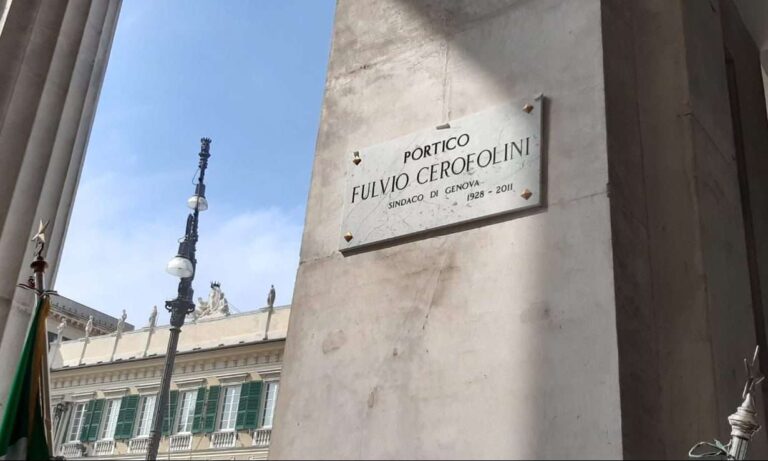 PORTICO
FULVIO CEROFOLINI
SINDACO DI GENOVA
1928 - 2011